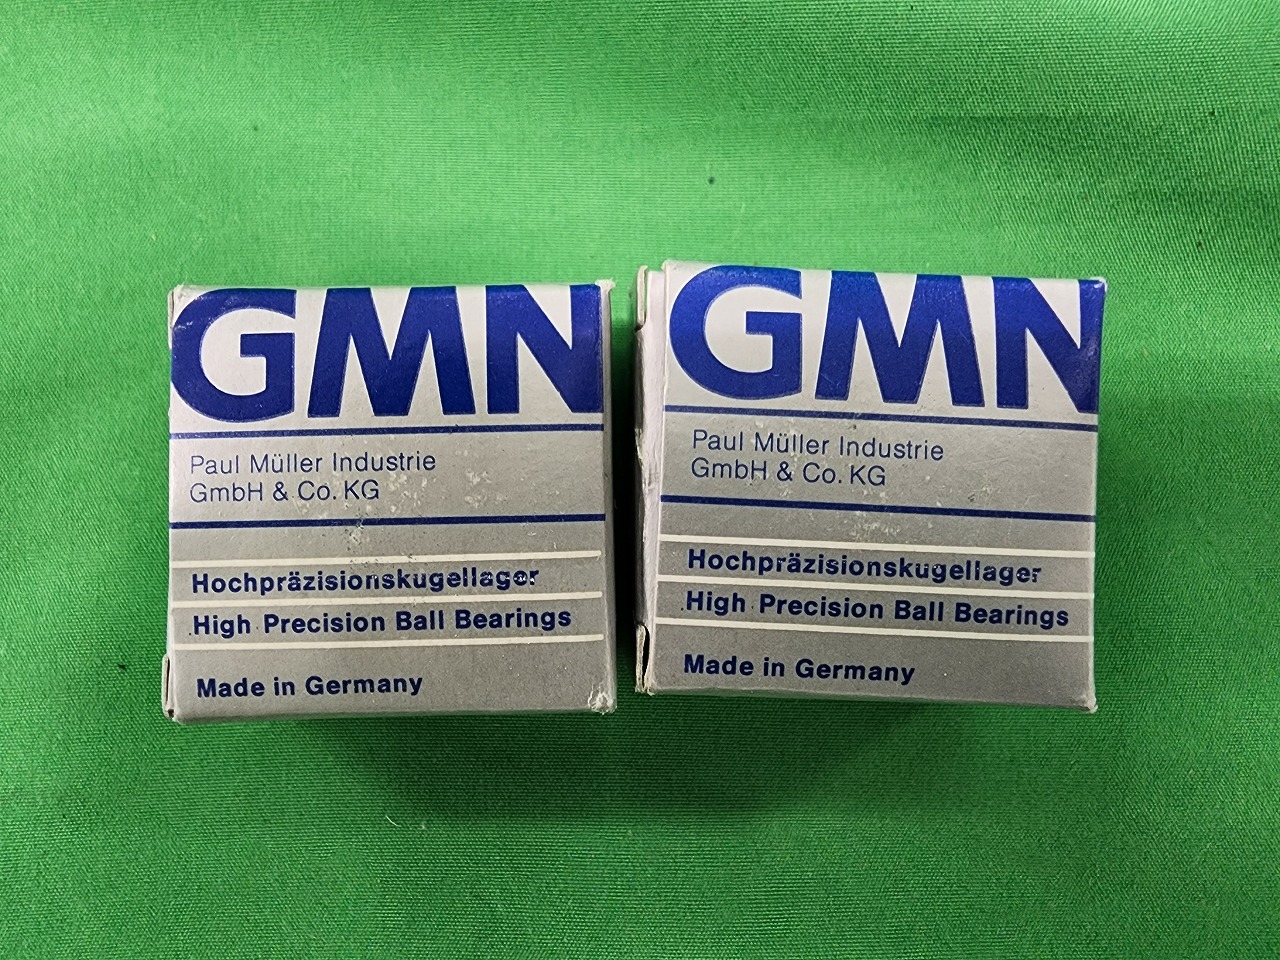 GMN
Paul Müller Industrie
GmbH & Co. KG
Hochpräzisionskugellager
High Precision Ball Bearings
Made in Germany
GMN
Paul Müller Industrie
GmbH & Co. KG
Hochpräzisionskugellager
High Precision Ball Bearings
Made in Germany